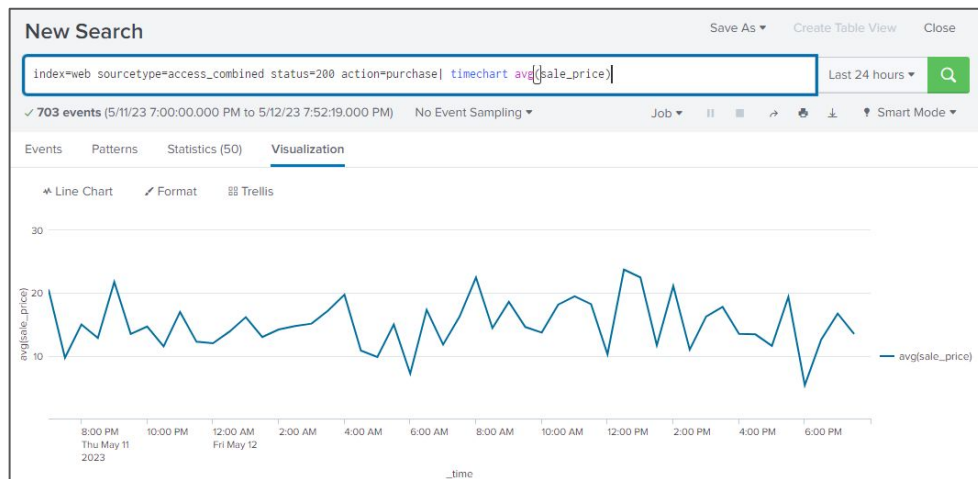 New Search
Save As ▾ Create Table View Close
index=web sourcetype=access_combined status=200 action=purchase| timechart avg(sale_price)
Last 24 hours ▾
✓ 703 events (5/11/23 7:00:00.000 PM to 5/12/23 7:52:19.000 PM) No Event Sampling ▾ Job ▾ Smart Mode ▾
Events Patterns Statistics (50) Visualization
Line Chart Format Trellis
30
20
10
avg(sale_price)
avg(sale_price)
8:00 PM 10:00 PM 12:00 AM 2:00 AM 4:00 AM 6:00 AM 8:00 AM 10:00 AM 12:00 PM 2:00 PM 4:00 PM 6:00 PM
Thu May 11 Fri May 12
2023
_time